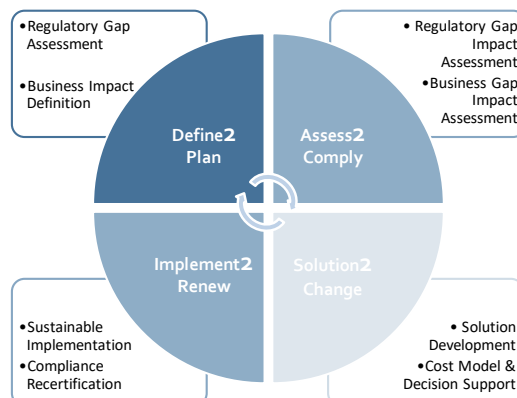 •Regulatory Gap
Assessment
•Business Impact
Definition
• Regulatory Gap
Impact
Assessment
•Business Gap
Impact
Assessment
Define2
Plan
Assess2
Comply
Implement2
Renew
Solution2
Change
•Sustainable
Implementation
•Compliance
Recertification
• Solution
Development
•Cost Model &
Decision Support